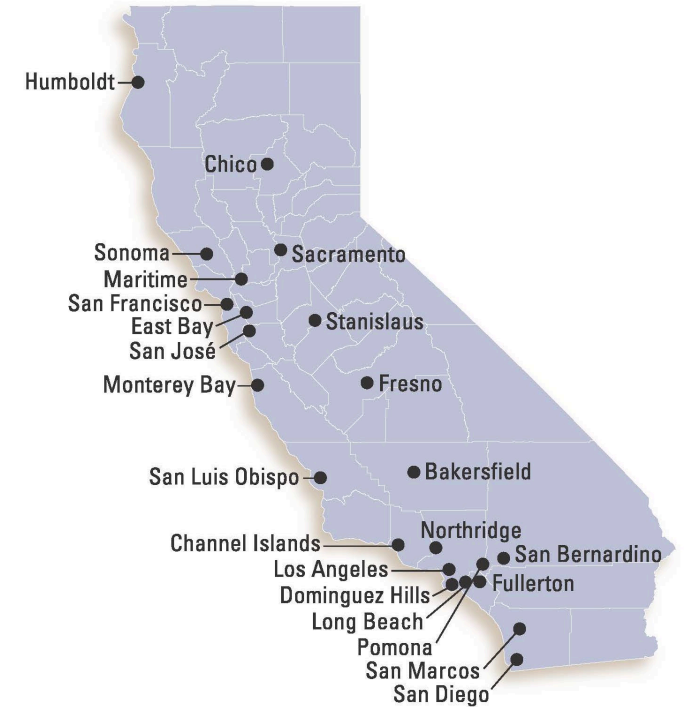 Humboldt
Chico
Sonoma
Sacramento
Maritime
San Francisco
East Bay
Stanislaus
San José
Monterey Bay
Fresno
San Luis Obispo
Bakersfield
Northridge
Channel Islands
San Bernardino
Los Angeles
Fullerton
Dominguez Hills
Long Beach
Pomona
San Marcos
San Diego